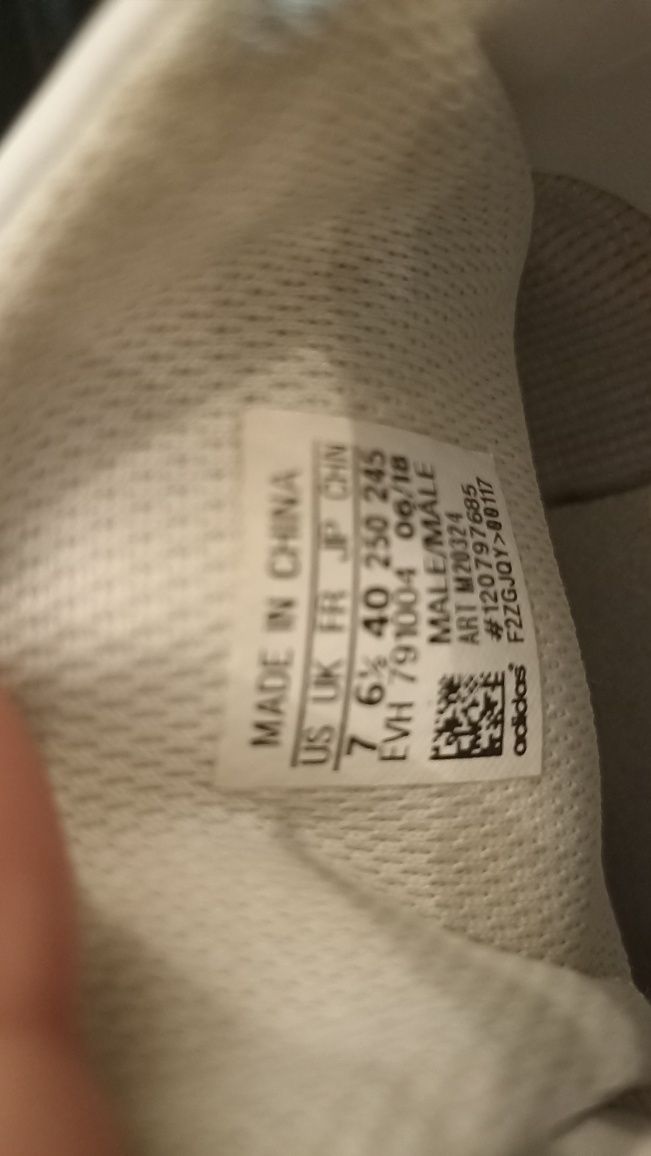 MADE IN CHINA
US UK FR JP CHN
7 6½ 40 250 245
EVH 791004 06/18
MALE/MALE
ART M20324
#120797685
F2ZGJQY>00117
adidas